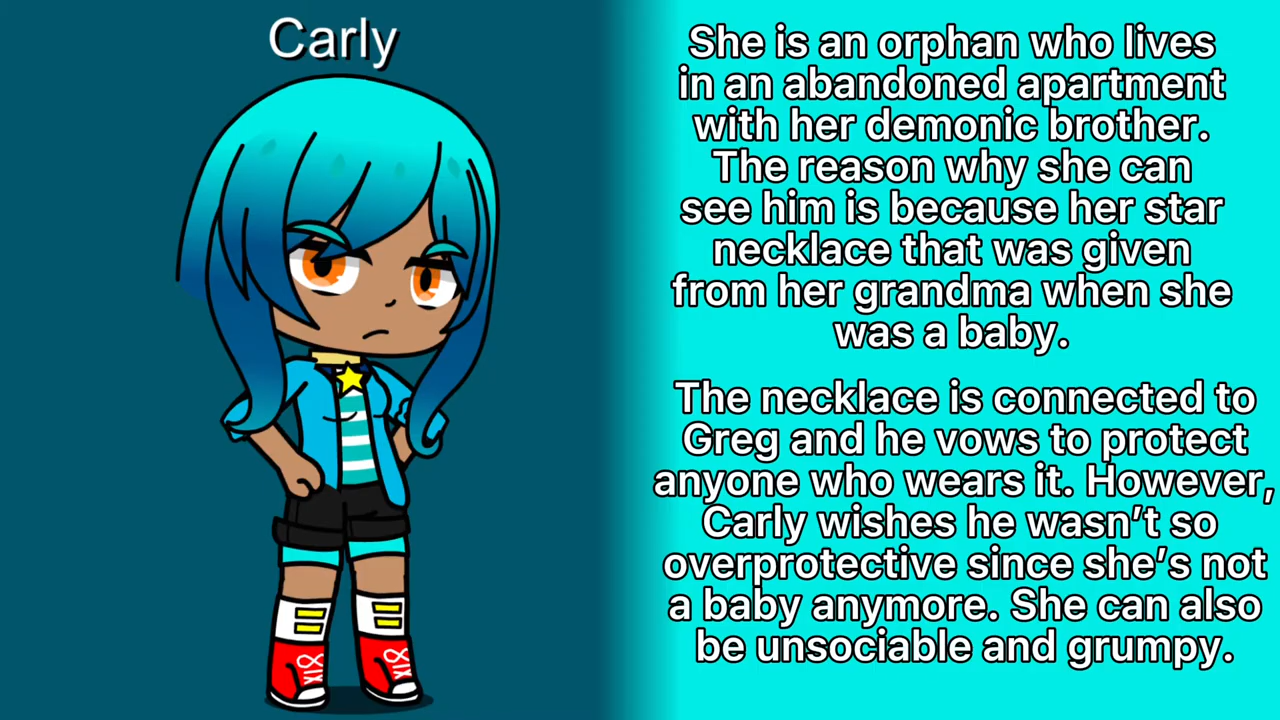 Carly
She is an orphan who lives
in an abandoned apartment
with her demonic brother.
The reason why she can
see him is because her star
necklace that was given
from her grandma when she
was a baby.
The necklace is connected to
Greg and he vows to protect
anyone who wears it. However,
Carly wishes he wasn’t so
overprotective since she’s not
a baby anymore. She can also
be unsociable and grumpy.